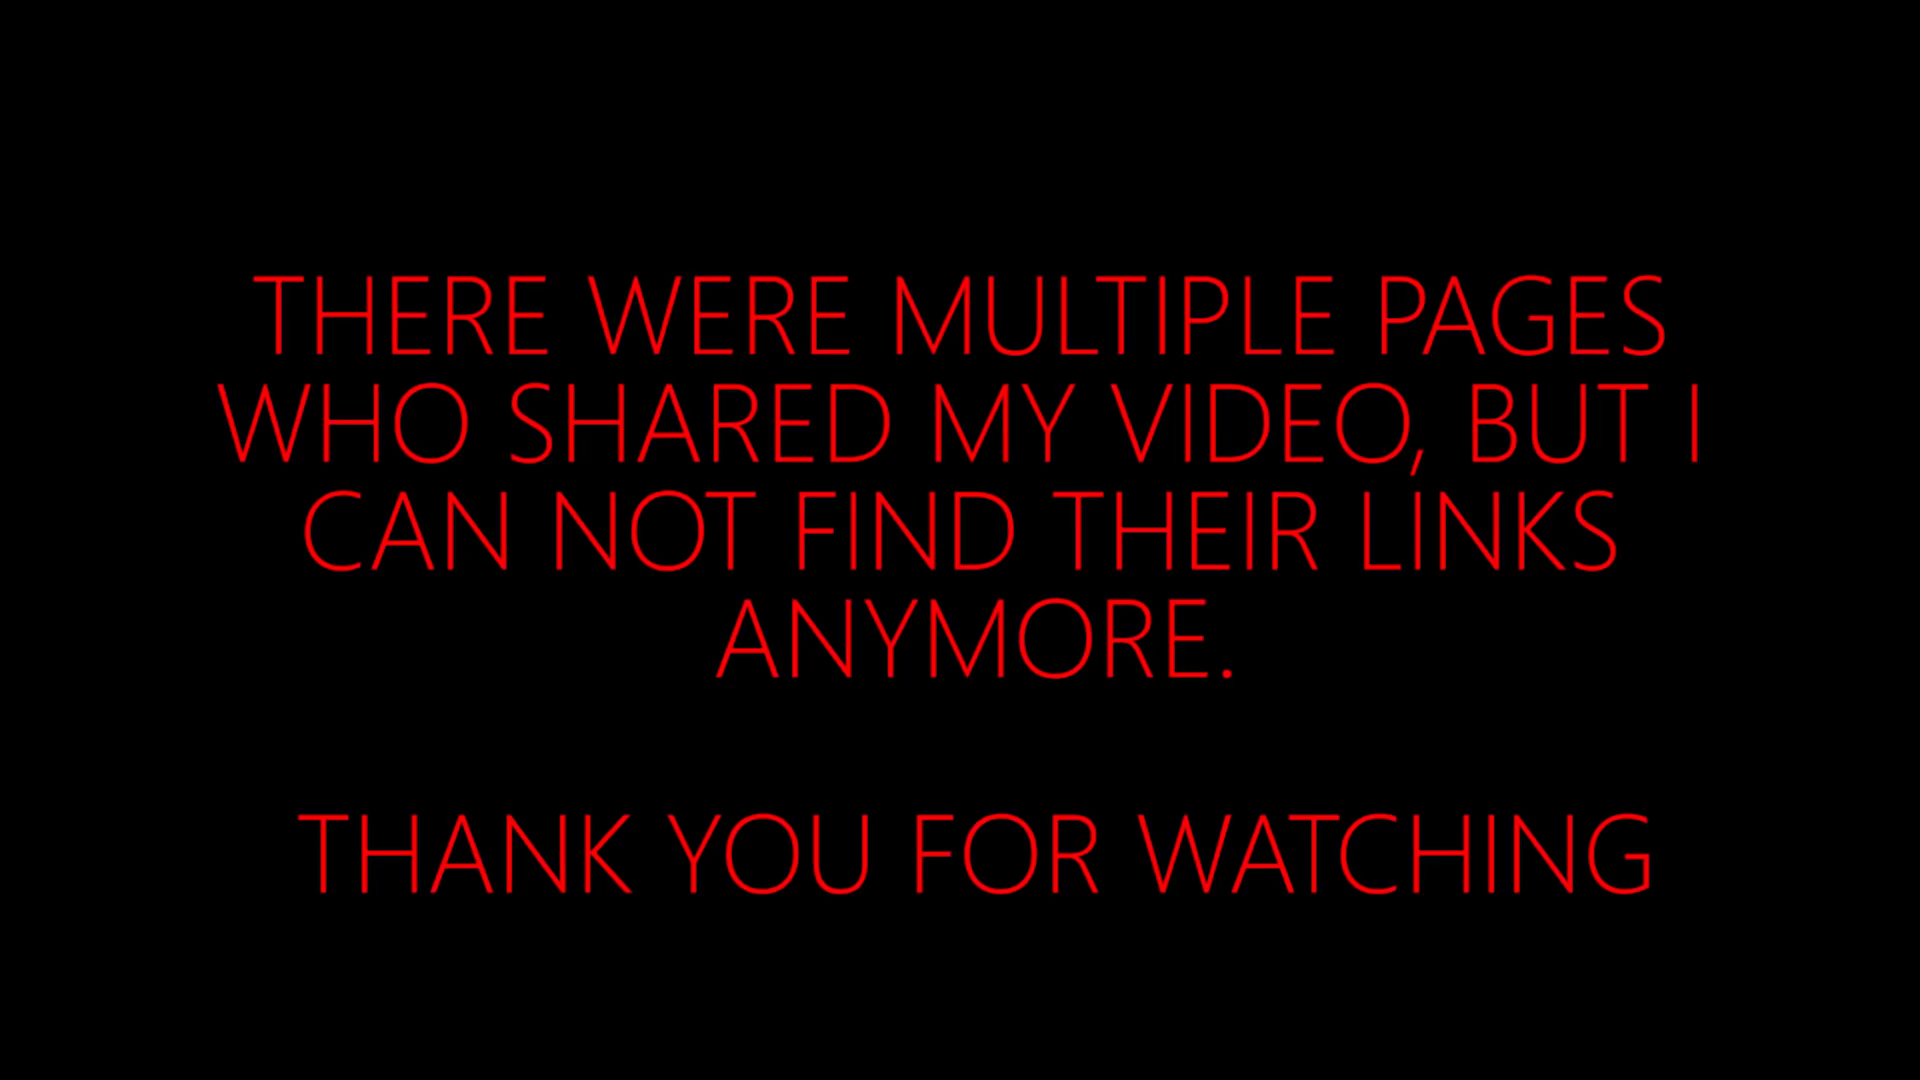 THERE WERE MULTIPLE PAGES
WHO SHARED MY VIDEO, BUT I
CAN NOT FIND THEIR LINKS
ANYMORE.
THANK YOU FOR WATCHING